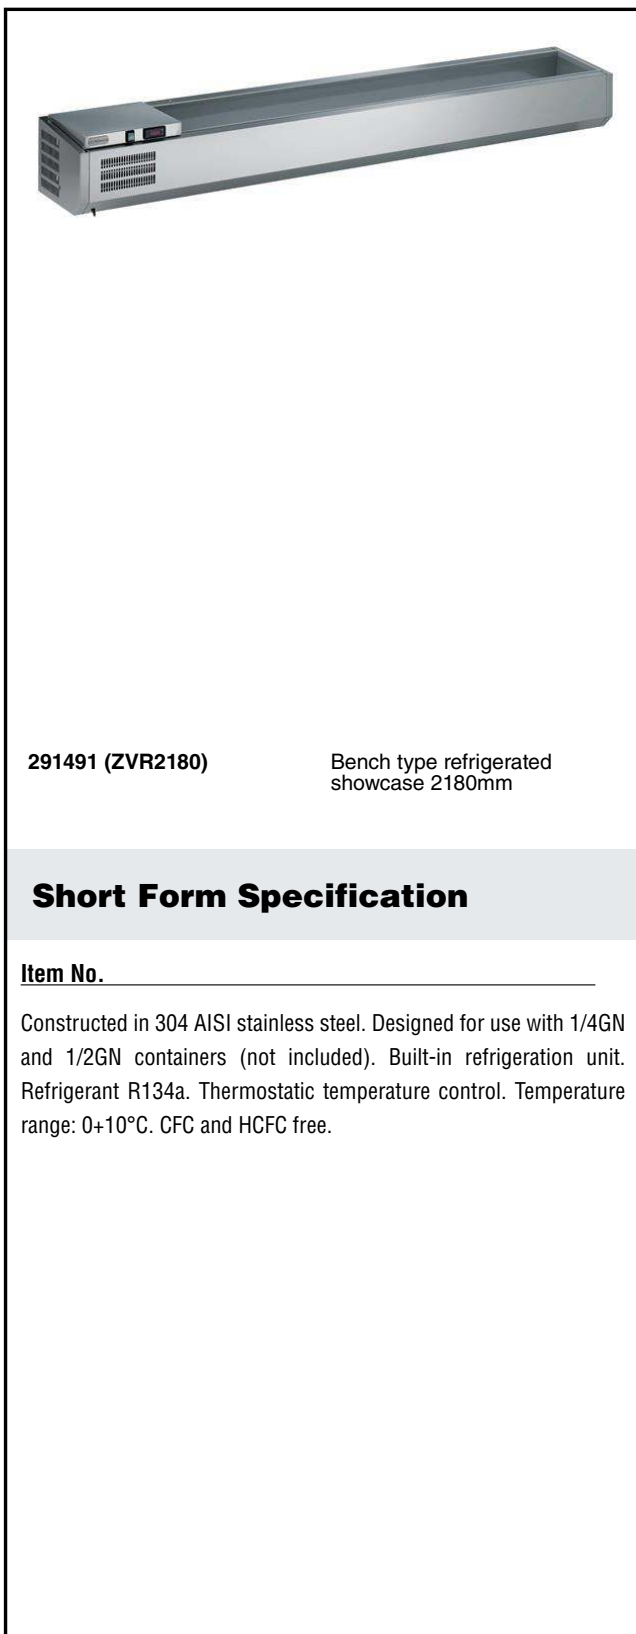 291491 (ZVR2180)
Bench type refrigerated
showcase 2180mm
Short Form Specification
Item No.
Constructed in 304 AISI stainless steel. Designed for use with 1/4GN
and 1/2GN containers (not included). Built-in refrigeration unit.
Refrigerant R134a. Thermostatic temperature control. Temperature
range: 0+10°C. CFC and HCFC free.